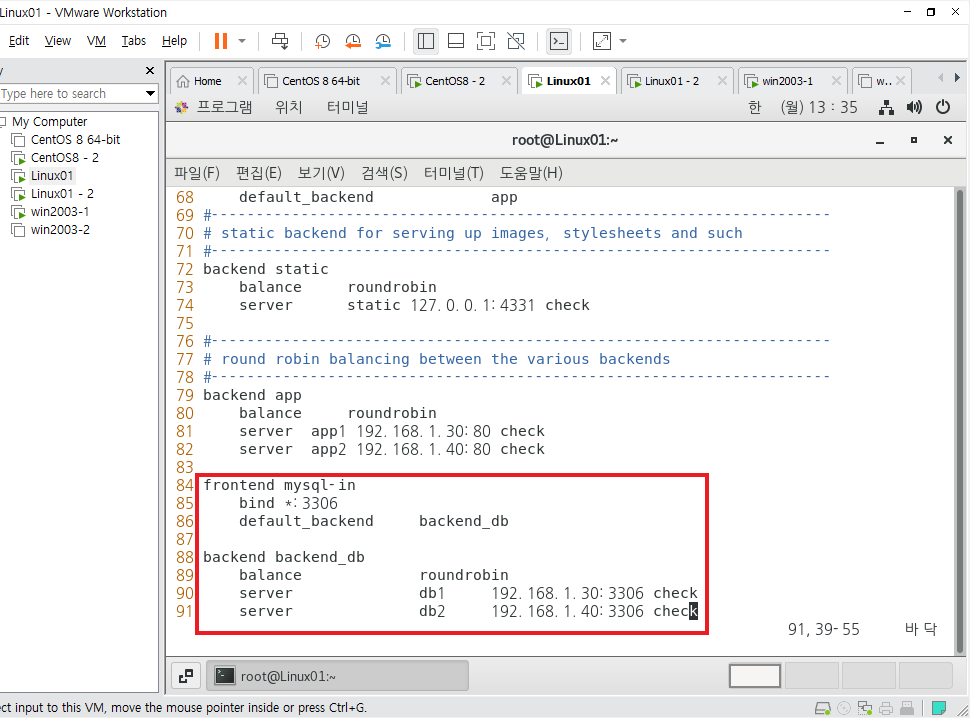 Linux01 - VMware Workstation
Edit View VM Tabs Help
Type here to search
My Computer
CentOS 8 64-bit
CentOS8 - 2
Linux01
Linux01 - 2
win2003-1
win2003-2
Home CentOS 8 64-bit CentOS8 - 2 Linux01 Linux01 - 2 win2003-1 w..
프로그램 위치 터미널 한 (월) 13 : 35
root@Linux01:~
파일(F) 편집(E) 보기(V) 검색(S) 터미널(T) 도움말(H)
68 default_backend app
69 #---------------------------------------------------------------------
70 # static backend for serving up images, stylesheets and such
71 #---------------------------------------------------------------------
72 backend static
73 balance roundrobin
74 server static 127.0.0.1:4331 check
75
76 #---------------------------------------------------------------------
77 # round robin balancing between the various backends
78 #---------------------------------------------------------------------
79 backend app
80 balance roundrobin
81 server app1 192.168.1.30:80 check
82 server app2 192.168.1.40:80 check
83
84 frontend mysql-in
85 bind *:3306
86 default_backend backend_db
87
88 backend backend_db
89 balance roundrobin
90 server db1 192.168.1.30:3306 check
91 server db2 192.168.1.40:3306 check
91,39-55 바닥
root@Linux01:~
ect input to this VM, move the mouse pointer inside or press Ctrl+G.